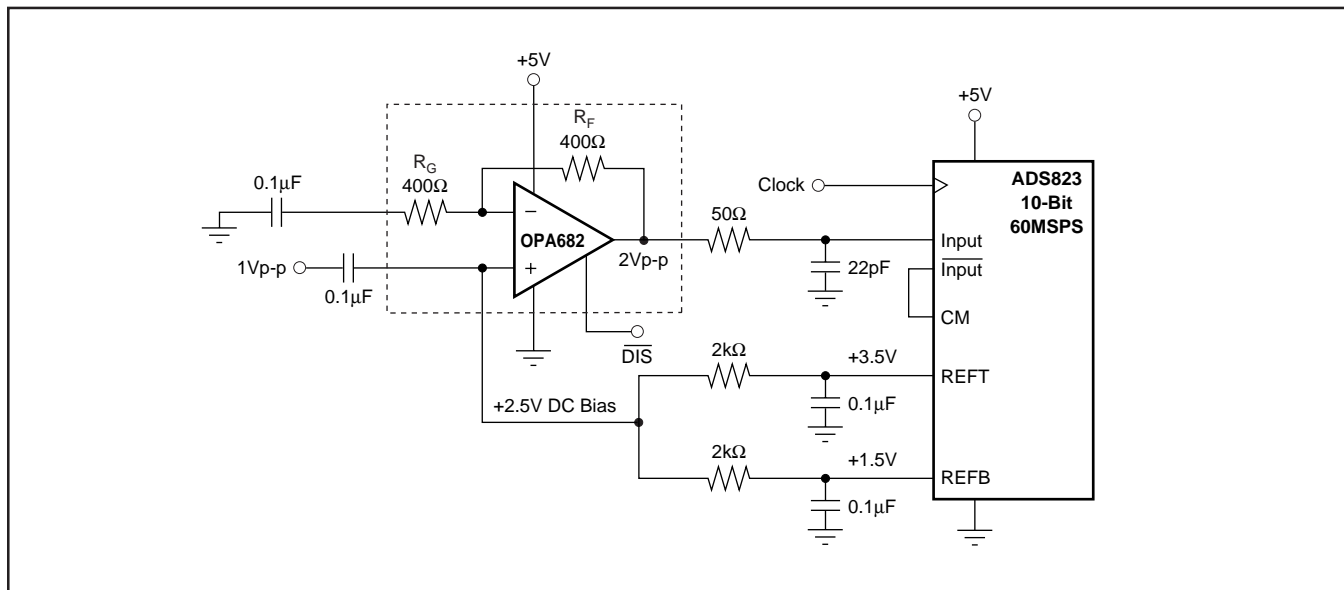 +5V
+5V
R_F
400Ω
R_G
400Ω
0.1µF
Clock
ADS823
10-Bit
60MSPS
50Ω
−
OPA682
+
2Vp-p
Input
1Vp-p
0.1µF
22pF
I̅n̅p̅u̅t̅
CM
D̅I̅S̅
2kΩ
+3.5V
REFT
0.1µF
+2.5V DC Bias
2kΩ
+1.5V
REFB
0.1µF